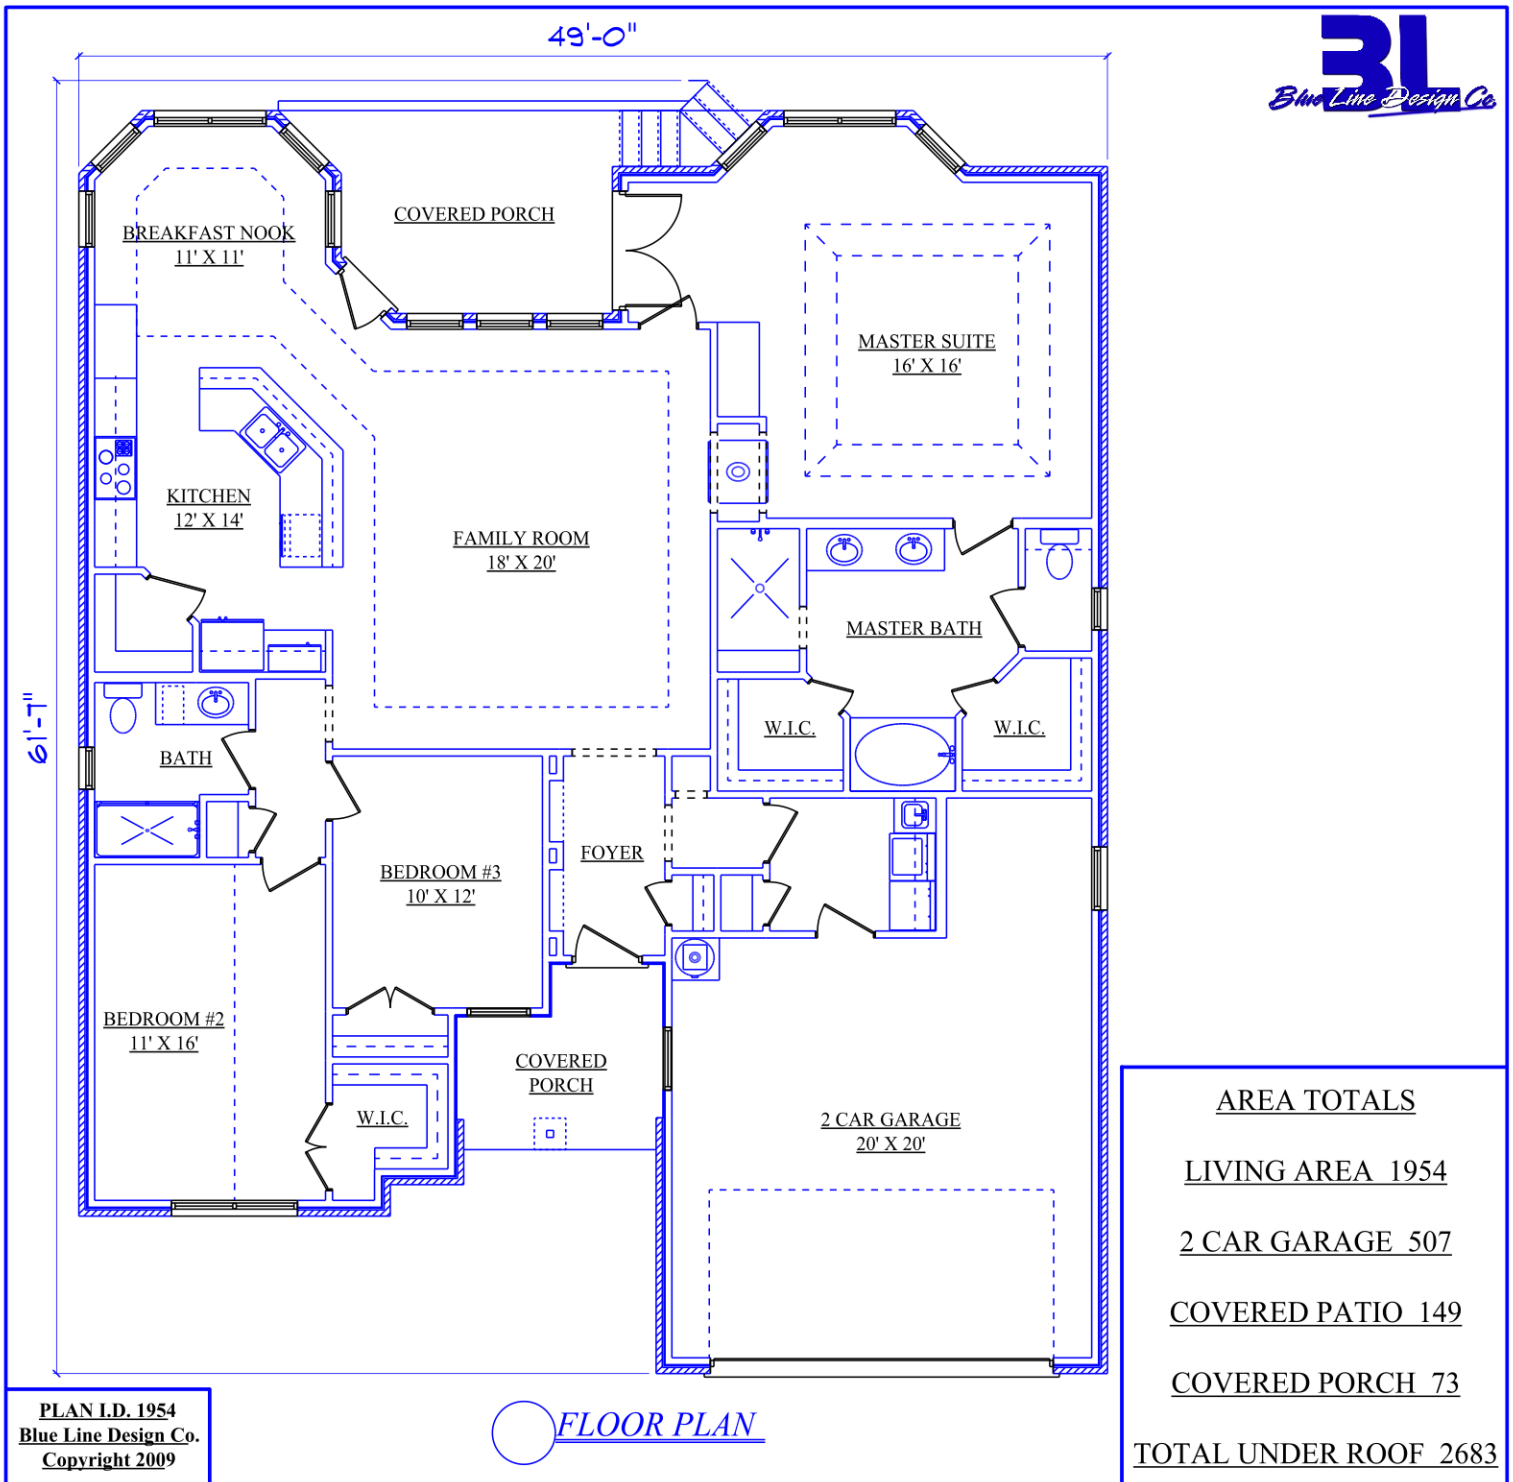 49'-0"
BL
Blue Line Design Co.
COVERED PORCH
BREAKFAST NOOK
11' X 11'
MASTER SUITE
16' X 16'
KITCHEN
12' X 14'
FAMILY ROOM
18' X 20'
MASTER BATH
61'-7"
W.I.C.
W.I.C.
BATH
FOYER
BEDROOM #3
10' X 12'
BEDROOM #2
11' X 16'
COVERED
PORCH
W.I.C.
2 CAR GARAGE
20' X 20'
AREA TOTALS
LIVING AREA 1954
2 CAR GARAGE 507
COVERED PATIO 149
COVERED PORCH 73
TOTAL UNDER ROOF 2683
PLAN I.D. 1954
Blue Line Design Co.
Copyright 2009
FLOOR PLAN